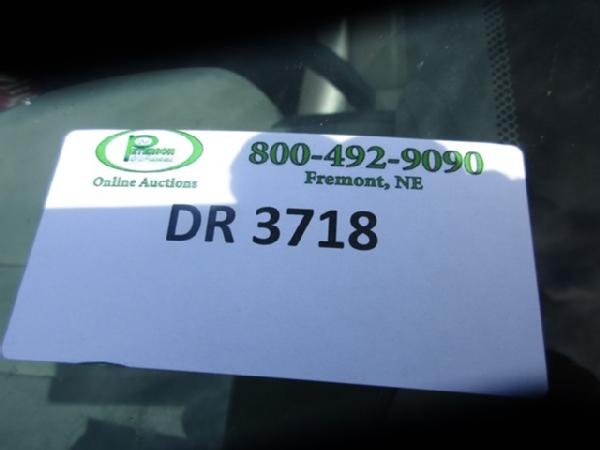 800-492-9090
Fremont, NE
Online Auctions
DR 3718